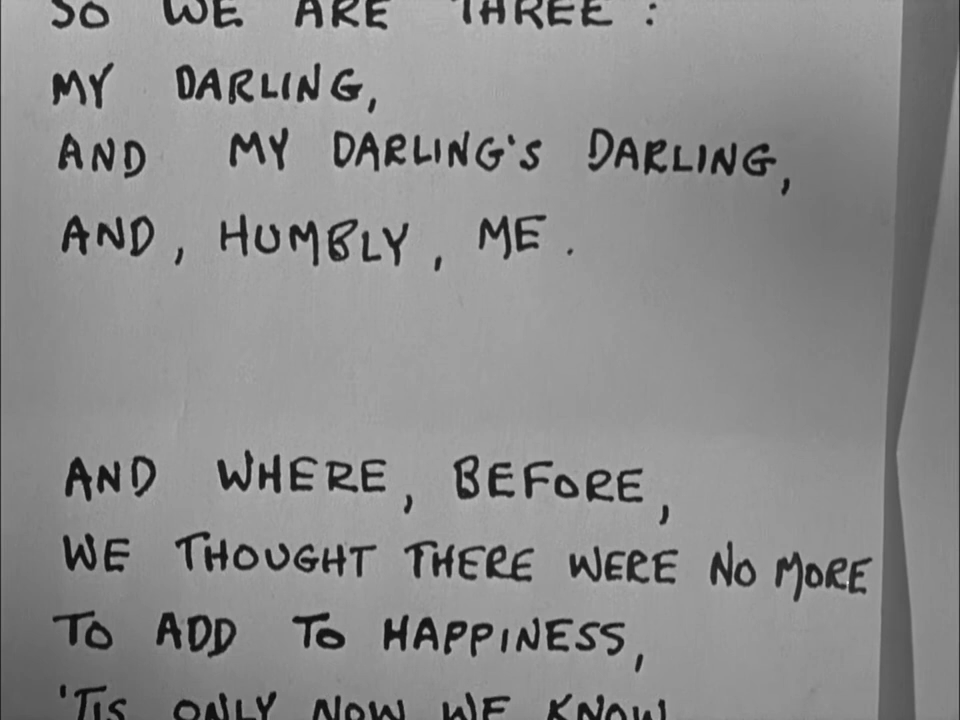 SO WE ARE THREE :
MY DARLING,
AND MY DARLING'S DARLING,
AND, HUMBLY, ME.
AND WHERE, BEFORE,
WE THOUGHT THERE WERE NO MORE
TO ADD TO HAPPINESS,
'TIS ONLY NOW WE KNOW